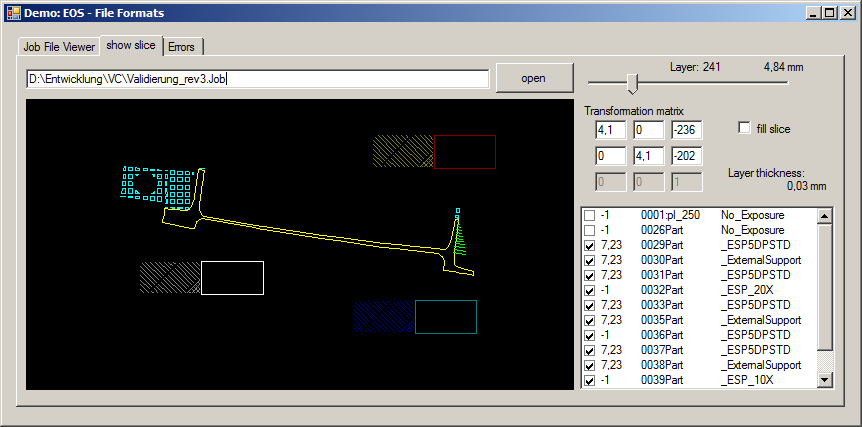 Demo: EOS - File Formats
Job File Viewer show slice Errors
D:\Entwicklung\VC\Validierung_rev3.Job open Layer: 241 4,84 mm
Transformation matrix
4,1 0 -236 fill slice
0 4,1 -202
Layer thickness:
0 0 1 0,03 mm
-1 0001:pl_250 No_Exposure
-1 0026Part No_Exposure
7,23 0029Part _ESP5DPSTD
7,23 0030Part _ExternalSupport
7,23 0031Part _ESP5DPSTD
-1 0032Part _ESP_20X
7,23 0033Part _ESP5DPSTD
7,23 0035Part _ExternalSupport
-1 0036Part _ESP5DPSTD
7,23 0037Part _ESP5DPSTD
7,23 0038Part _ExternalSupport
-1 0039Part _ESP_10X